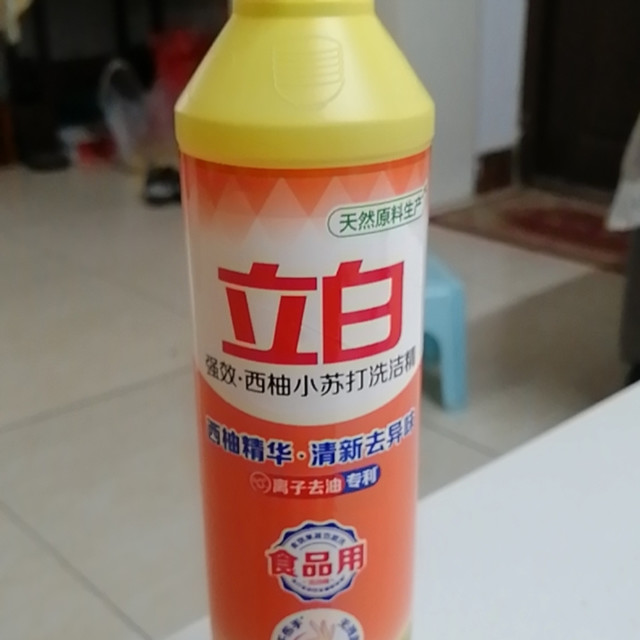 天然原料生产
立白
强效·西柚小苏打洗洁精
西柚精华·清新去异味
离子去油 专利
食品用